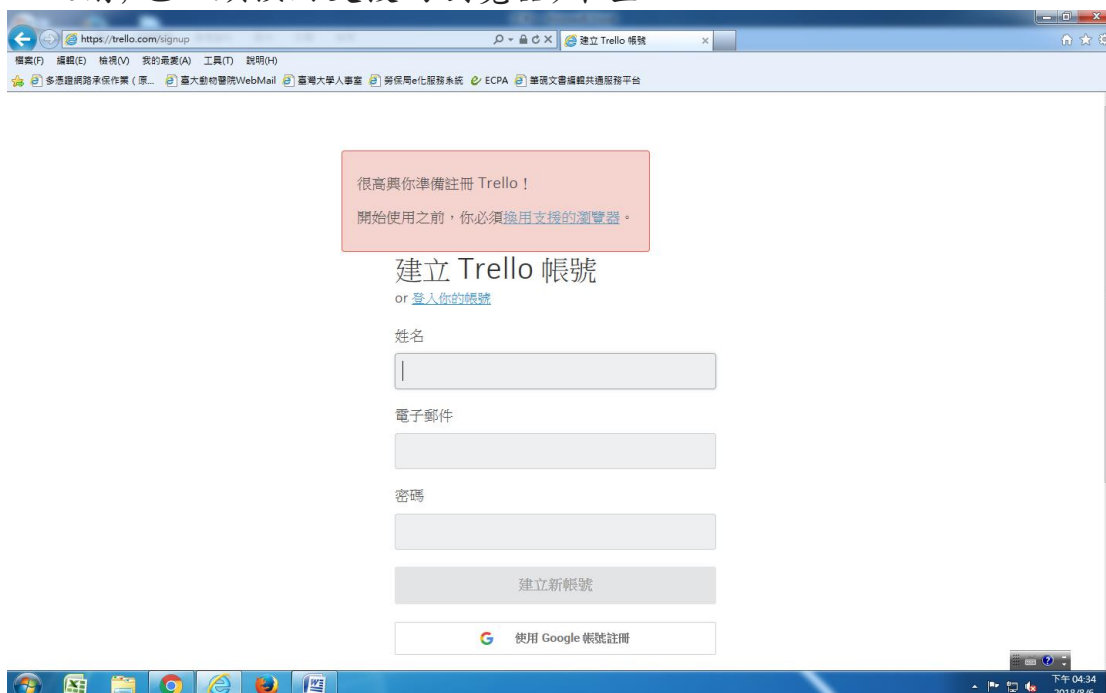 https://trello.com/signup
建立 Trello 帳號
檔案(F) 編輯(E) 檢視(V) 我的最愛(A) 工具(T) 說明(H)
多憑證網路承保作業 ( 原... 臺大動物醫院WebMail 臺灣大學人事室 勞保局e化服務系統 ECPA 筆硯文書編輯共通服務平台
很高興你準備註冊 Trello！
開始使用之前，你必須換用支援的瀏覽器。
建立 Trello 帳號
or 登入你的帳號
姓名
電子郵件
密碼
建立新帳號
使用 Google 帳號註冊
下午 04:34